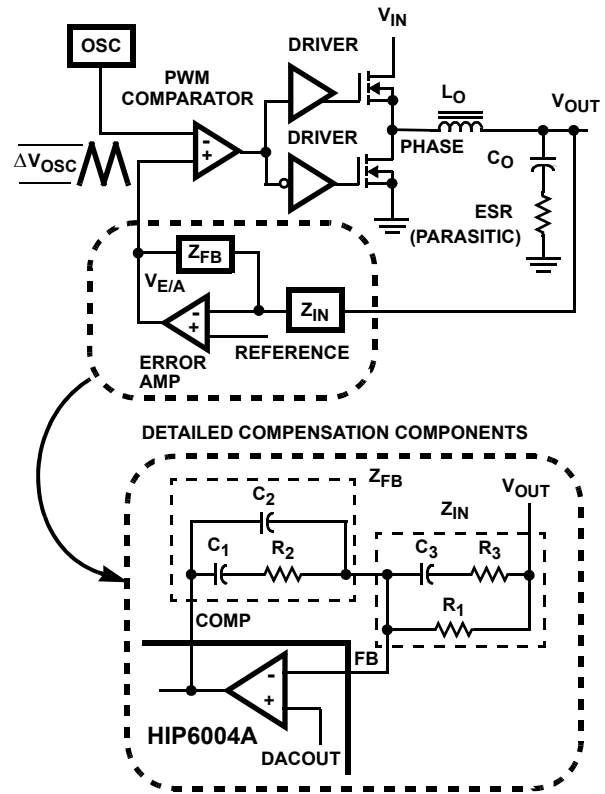 OSC
PWM
COMPARATOR
DRIVER
DRIVER
V_IN
L_O
V_OUT
PHASE
C_O
ESR
(PARASITIC)
ΔV_OSC
-
+
Z_FB
V_E/A
-
+
Z_IN
REFERENCE
ERROR
AMP
DETAILED COMPENSATION COMPONENTS
Z_FB
C_2
C_1
R_2
Z_IN
V_OUT
C_3
R_3
R_1
COMP
FB
-
+
HIP6004A
DACOUT